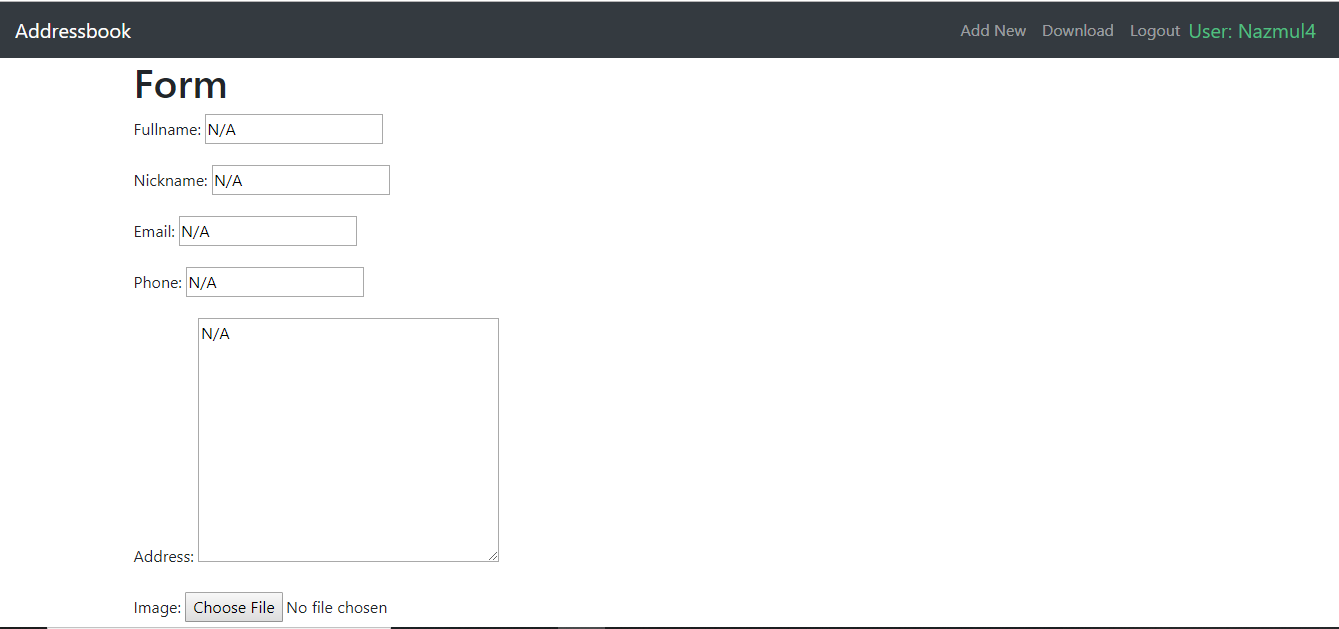 Addressbook Add New Download Logout User: Nazmul4
Form
Fullname: N/A
Nickname: N/A
Email: N/A
Phone: N/A
Address: N/A
Image: Choose File No file chosen